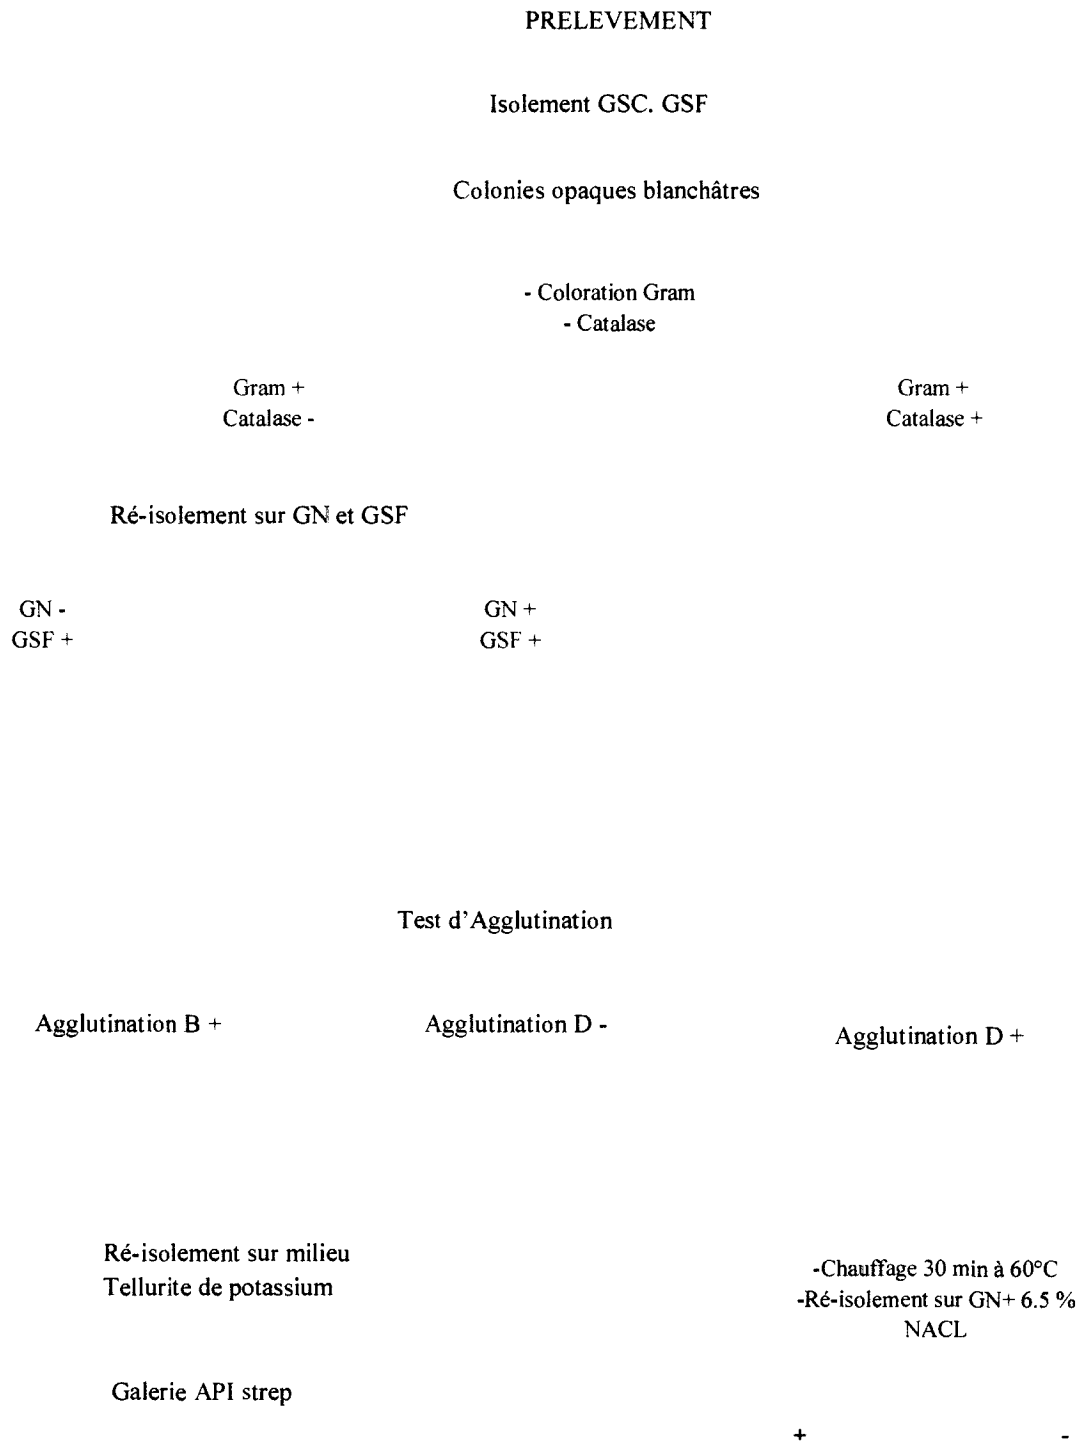 PRELEVEMENT
Isolement GSC. GSF
Colonies opaques blanchâtres
- Coloration Gram
- Catalase
Gram +
Catalase -
Gram +
Catalase +
Ré-isolement sur GN et GSF
GN -
GSF +
GN +
GSF +
Test d'Agglutination
Agglutination B +
Agglutination D -
Agglutination D +
Ré-isolement sur milieu
Tellurite de potassium
-Chauffage 30 min à 60°C
-Ré-isolement sur GN+ 6.5 %
NACL
Galerie API strep
+ -